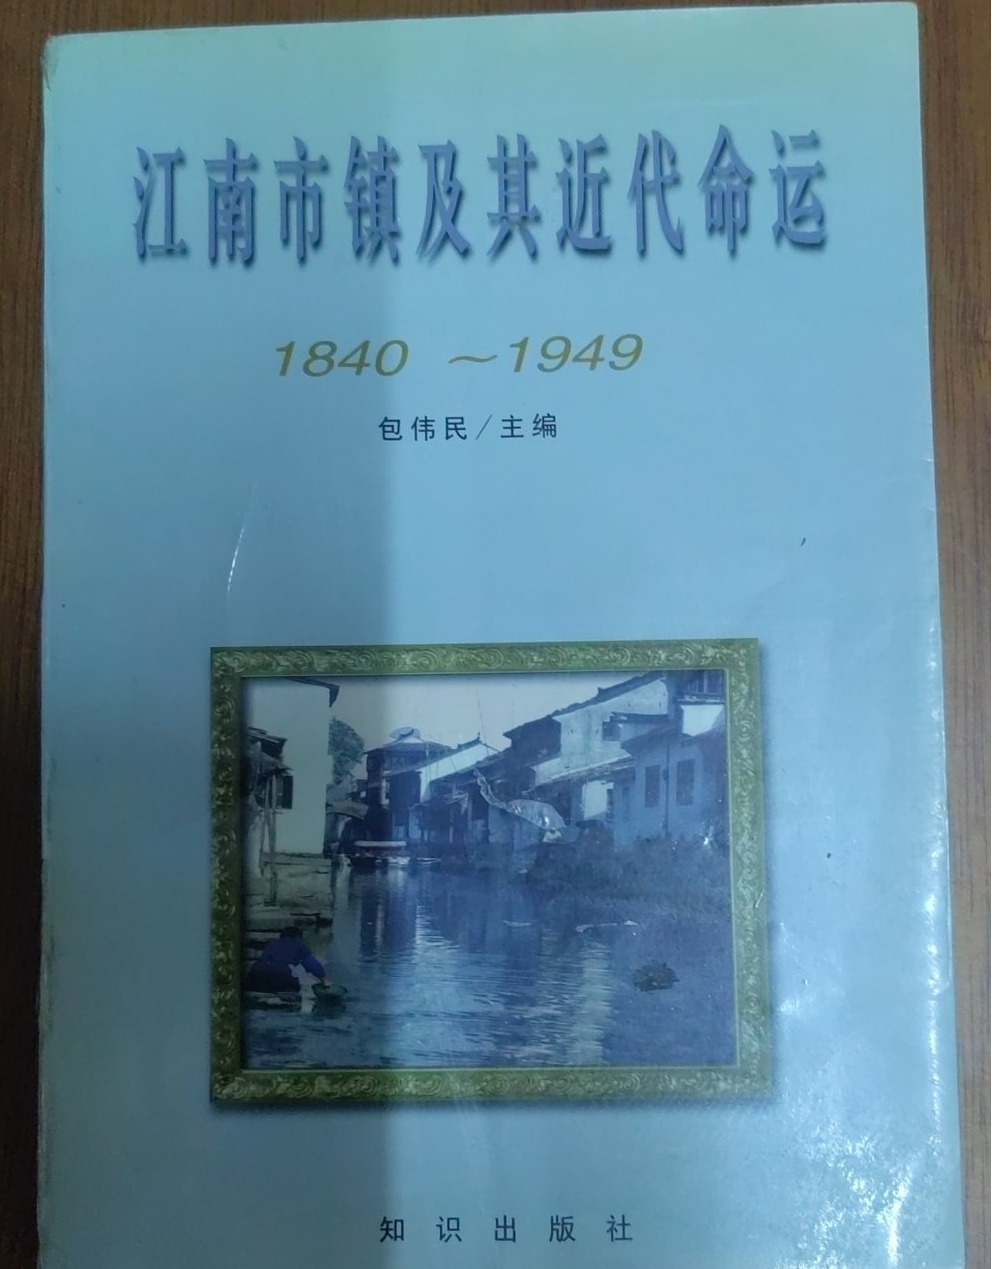 江南市镇及其近代命运
1840 ～1949
包伟民／主编
知识出版社